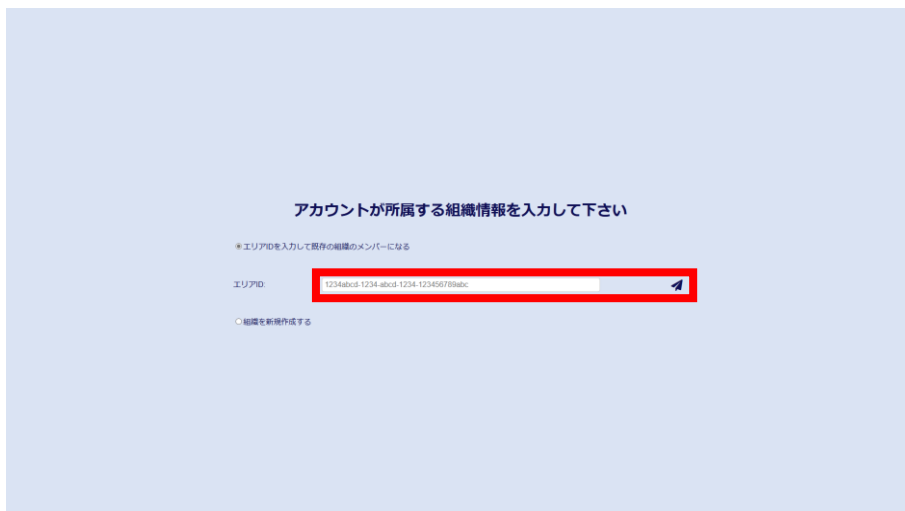 アカウントが所属する組織情報を入力して下さい
エリアIDを入力して既存の組織のメンバーになる
エリアID:
1234abcd-1234-abcd-1234-123456789abc
組織を新規作成する